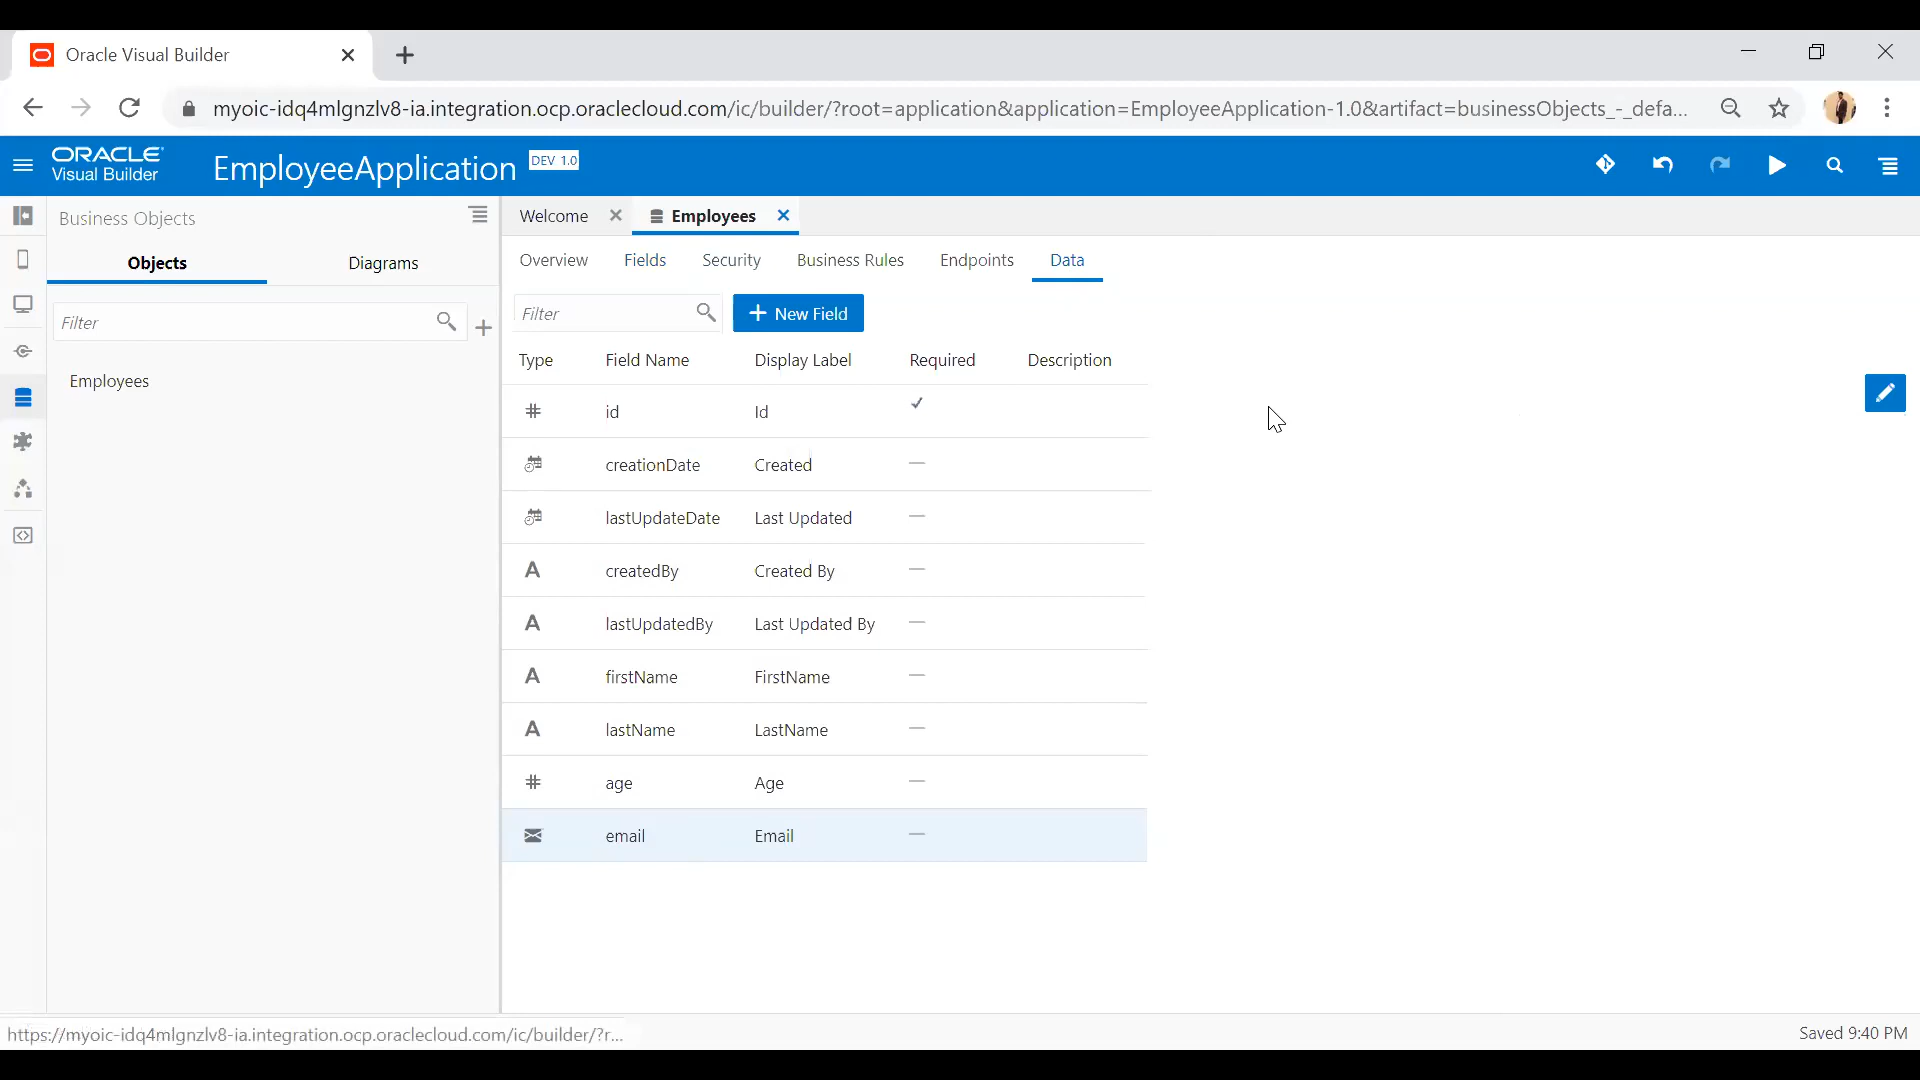 Oracle Visual Builder
myoic-idq4mlgnzlv8-ia.integration.ocp.oraclecloud.com/ic/builder/?root=application&application=EmployeeApplication-1.0&artifact=businessObjects_-_defa...
ORACLE
Visual Builder
EmployeeApplication DEV 1.0
Business Objects
Objects Diagrams
Filter
Employees
Welcome Employees
Overview Fields Security Business Rules Endpoints Data
Filter New Field
Type Field Name Display Label Required Description
id Id
creationDate Created
lastUpdateDate Last Updated
A createdBy Created By
A lastUpdatedBy Last Updated By
A firstName FirstName
A lastName LastName
# age Age
email Email
https://myoic-idq4mlgnzlv8-ia.integration.ocp.oraclecloud.com/ic/builder/?r...
Saved 9:40 PM